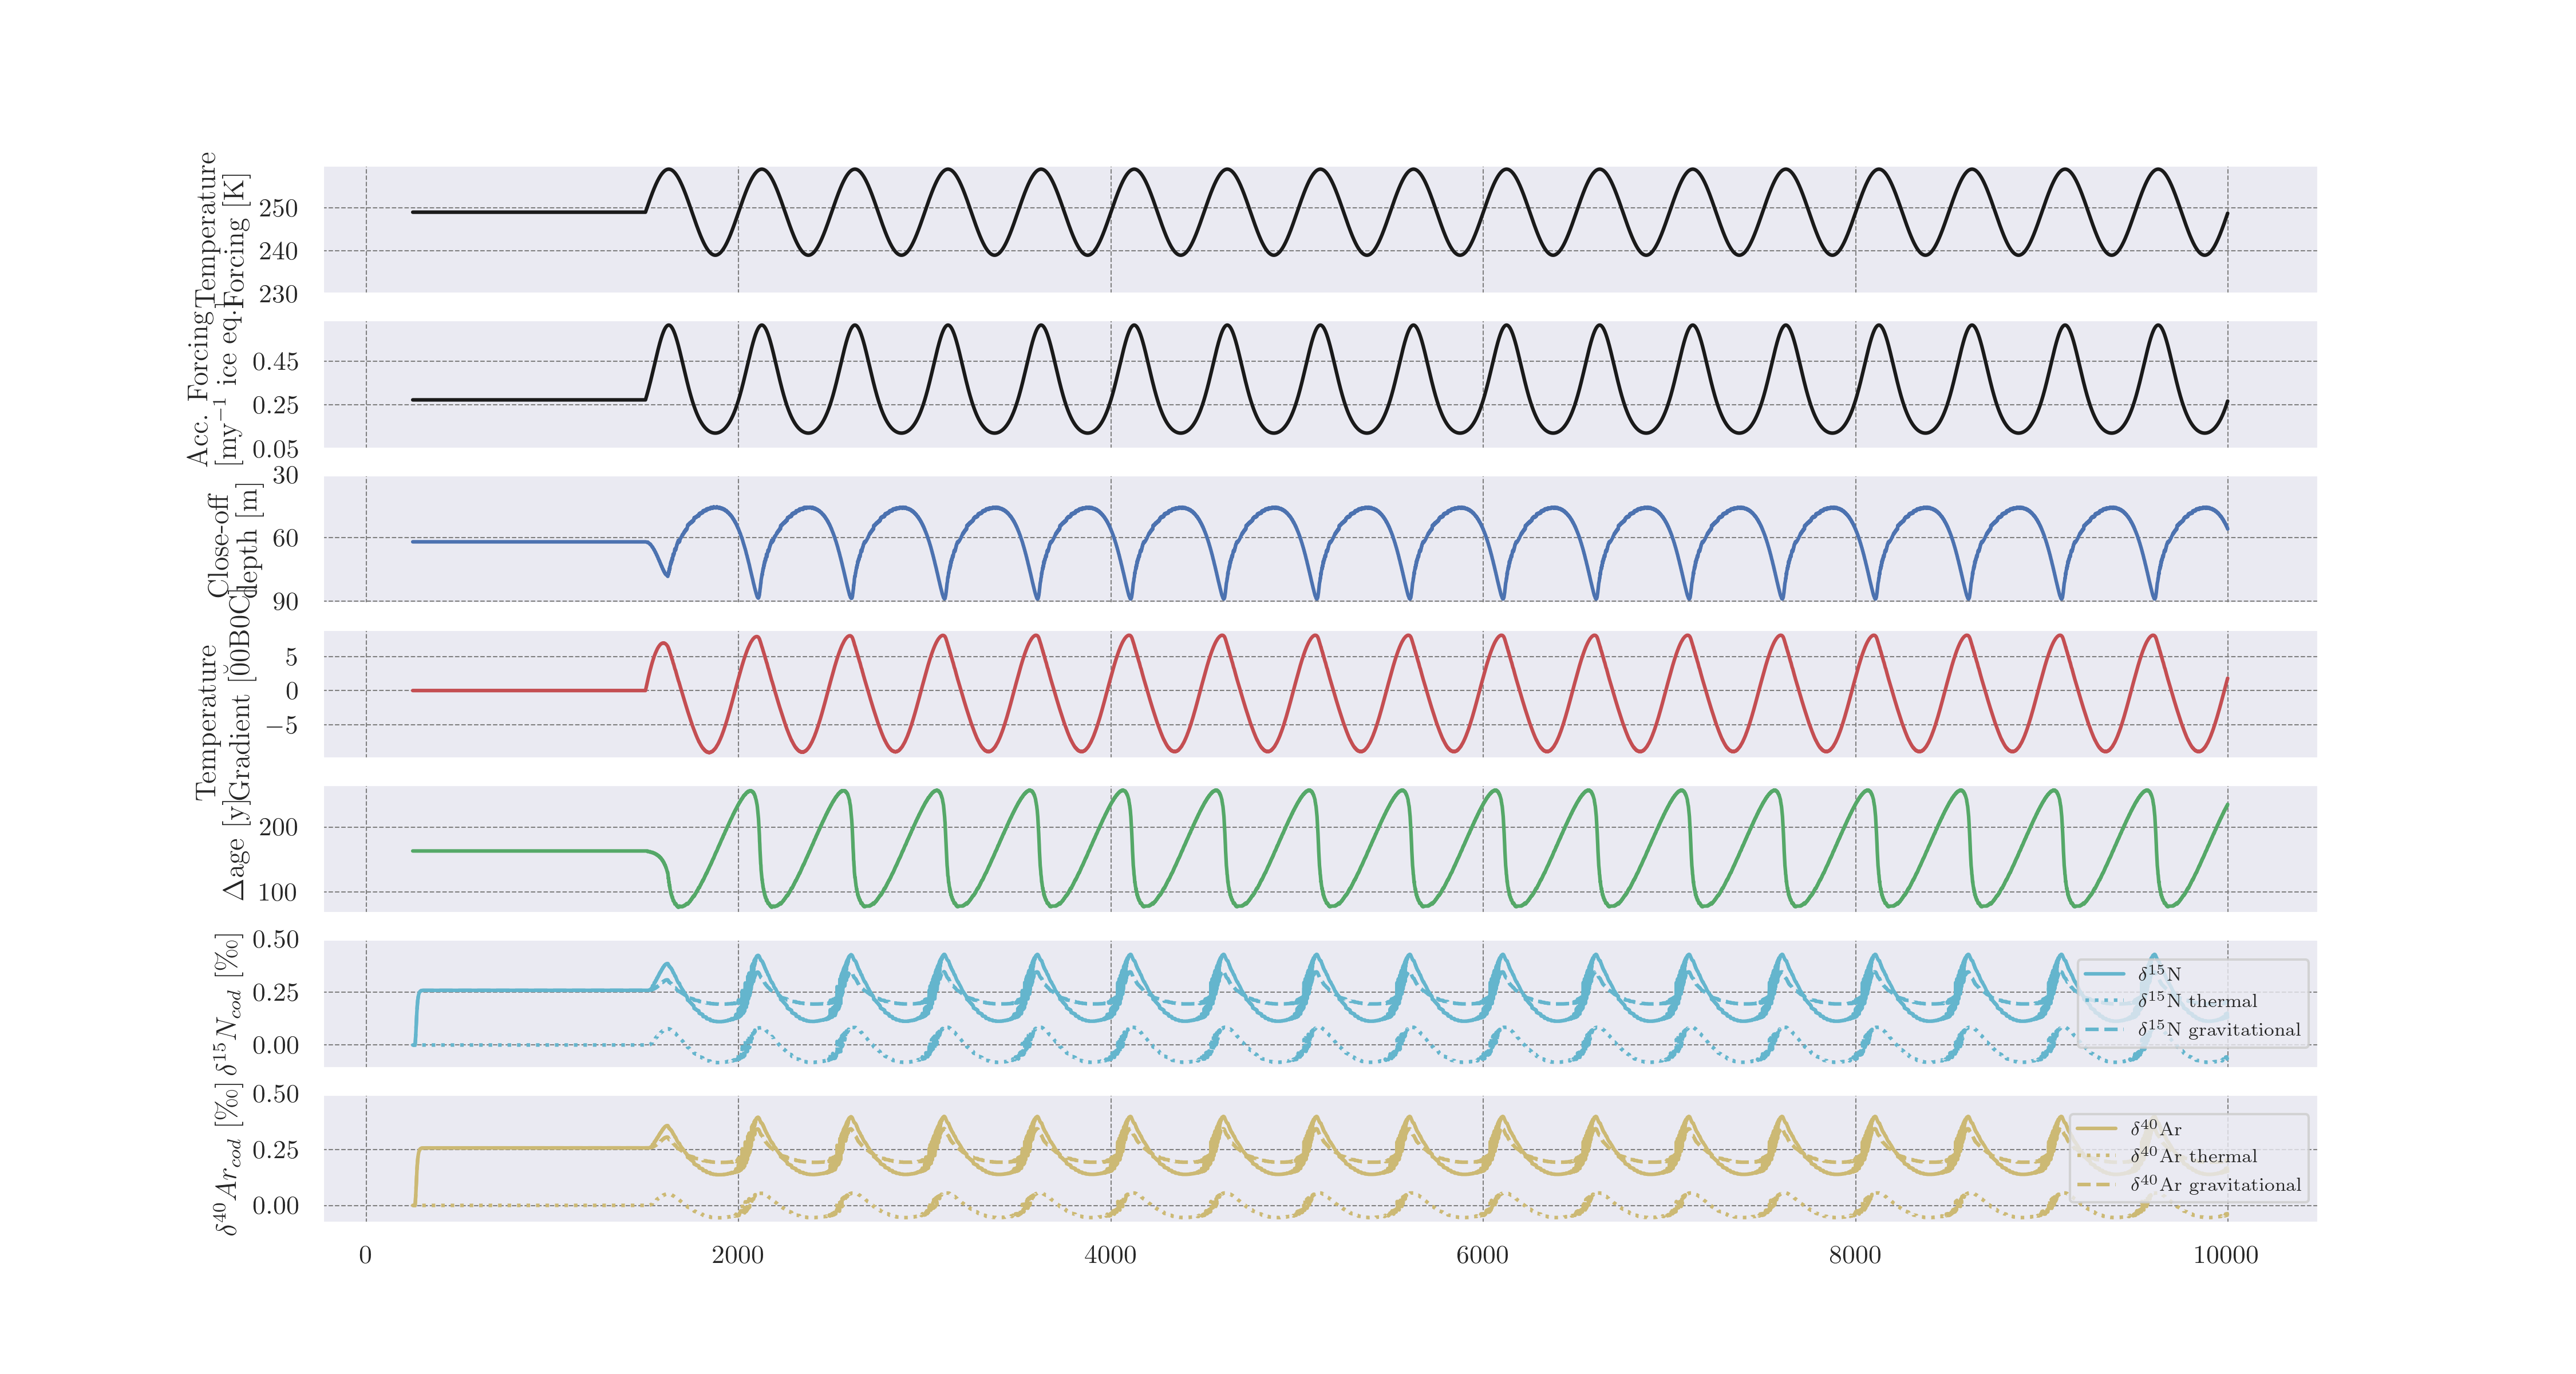 Temperature
Forcing [K]
250
240
230
Acc. Forcing
[my⁻¹ ice eq.]
0.45
0.25
0.05
Close-off
depth [m]
30
60
90
Temperature
Gradient [0̆0B0C]
5
0
−5
Δage [y]
200
100
δ¹⁵N_cod [‰]
0.50
0.25
0.00
δ¹⁵N
δ¹⁵N thermal
δ¹⁵N gravitational
δ⁴⁰Ar_cod [‰]
0.50
0.25
0.00
δ⁴⁰Ar
δ⁴⁰Ar thermal
δ⁴⁰Ar gravitational
0 2000 4000 6000 8000 10000